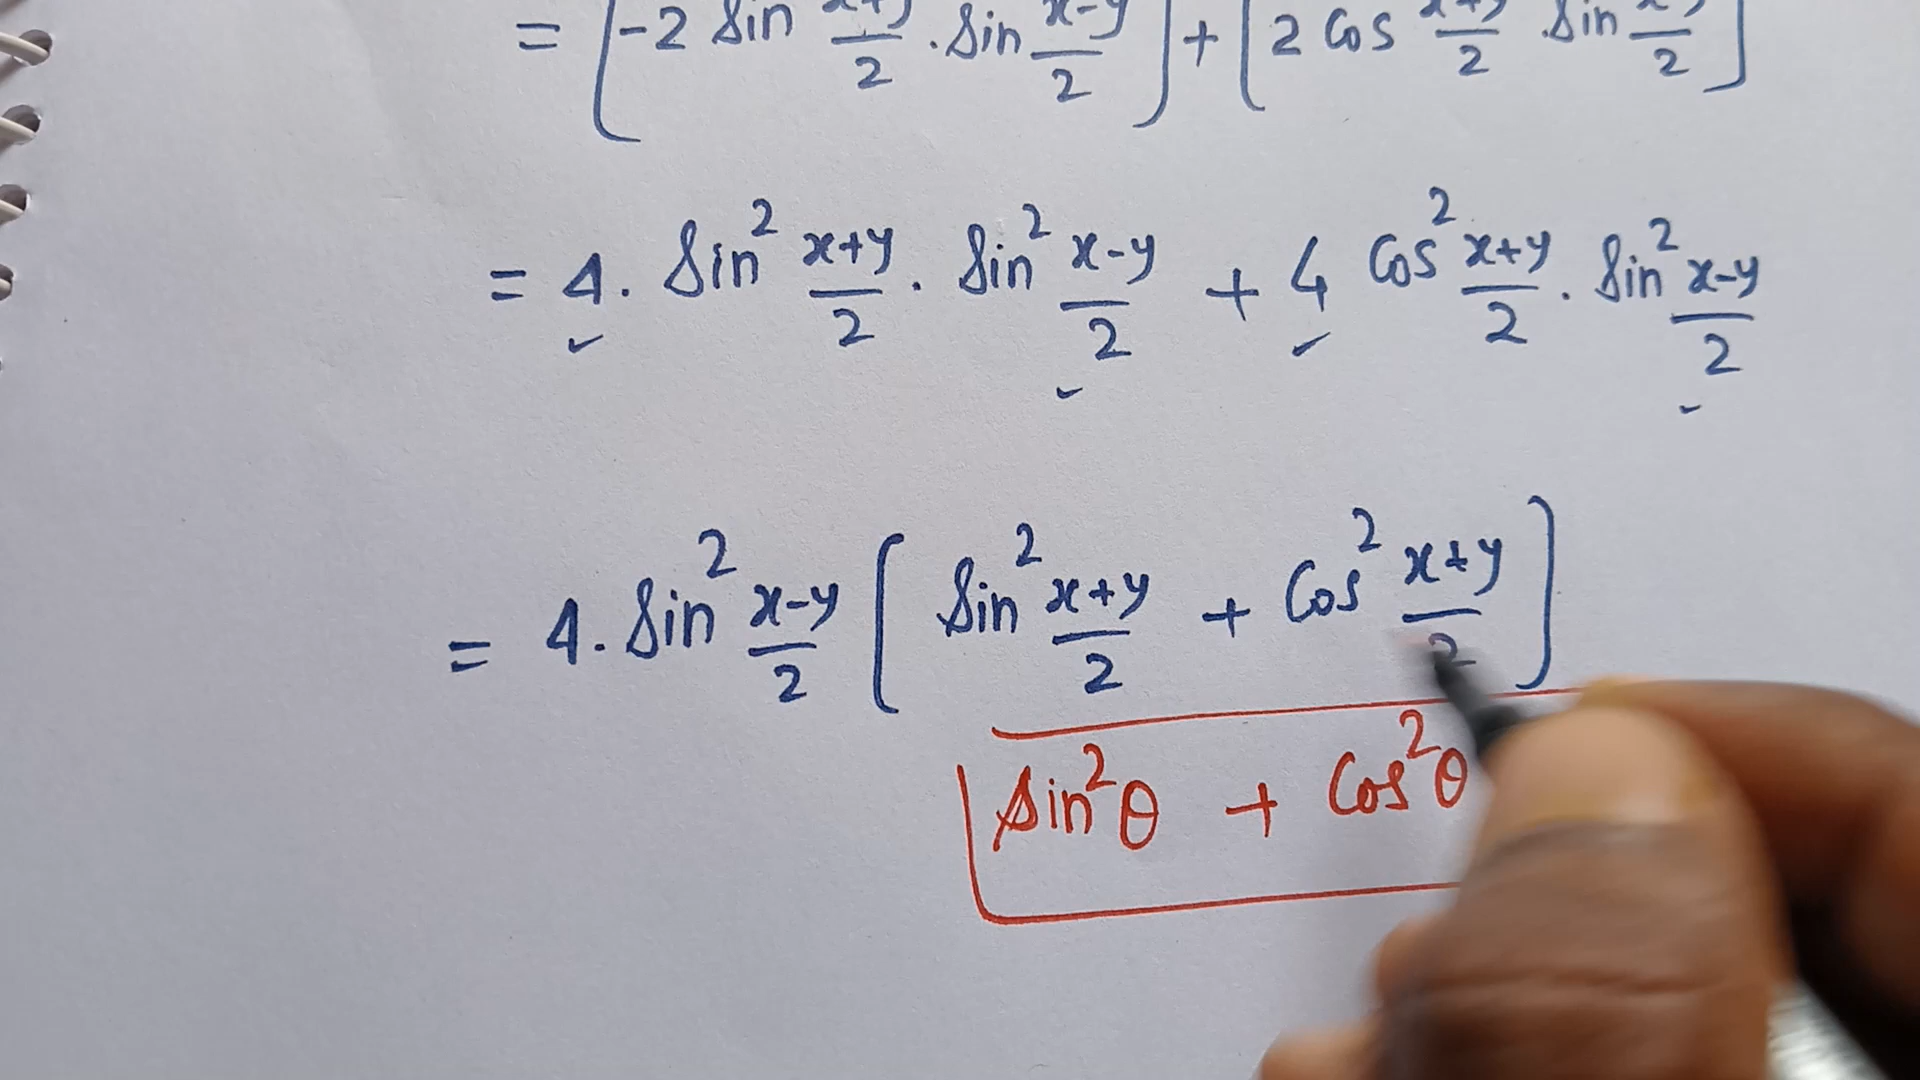 = [-2 Sin x+y/2 . Sin x-y/2] + [2 Cos x+y/2 . Sin x-y/2]
= 4. Sin² x+y/2 . Sin² x-y/2 + 4 Cos² x+y/2 . Sin² x-y/2
= 4. Sin² x-y/2 [Sin² x+y/2 + Cos² x+y/2]
Sin²θ + Cos²θ